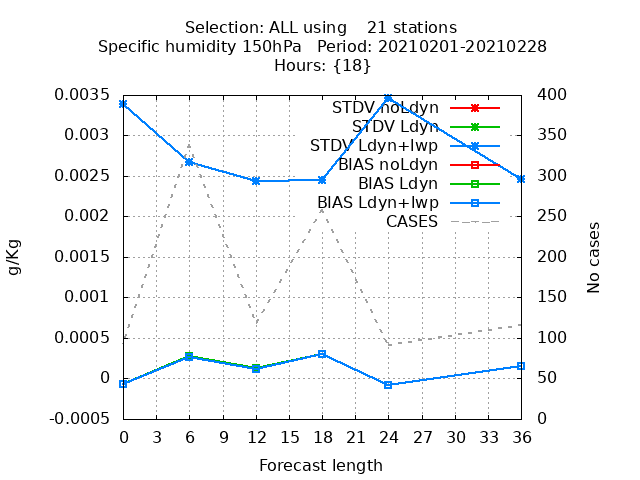 Selection: ALL using    21 stations
Specific humidity 150hPa   Period: 20210201-20210228
Hours: {18}
STDV noLdyn
STDV Ldyn
STDV Ldyn+lwp
BIAS noLdyn
BIAS Ldyn
BIAS Ldyn+lwp
CASES
g/Kg
0.0035
0.003
0.0025
0.002
0.0015
0.001
0.0005
0
-0.0005
No cases
400
350
300
250
200
150
100
50
0
0 3 6 9 12 15 18 21 24 27 30 33 36
Forecast length